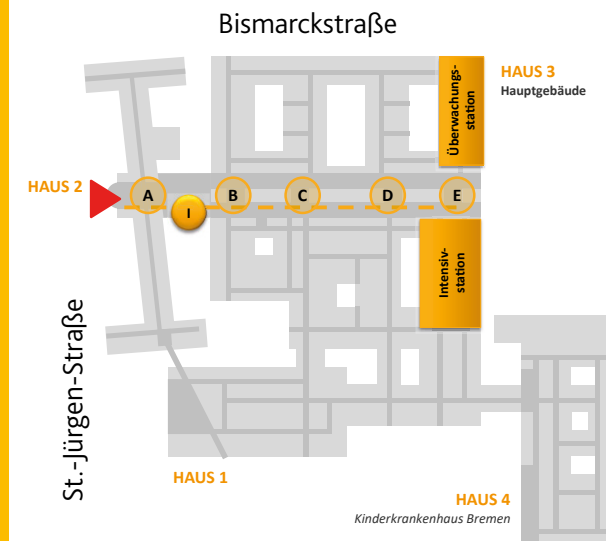 Bismarckstraße
HAUS 3
Hauptgebäude
Überwachungs-
station
HAUS 2
A
B
C
D
E
I
Intensiv-
station
St.-Jürgen-Straße
HAUS 1
HAUS 4
Kinderkrankenhaus Bremen